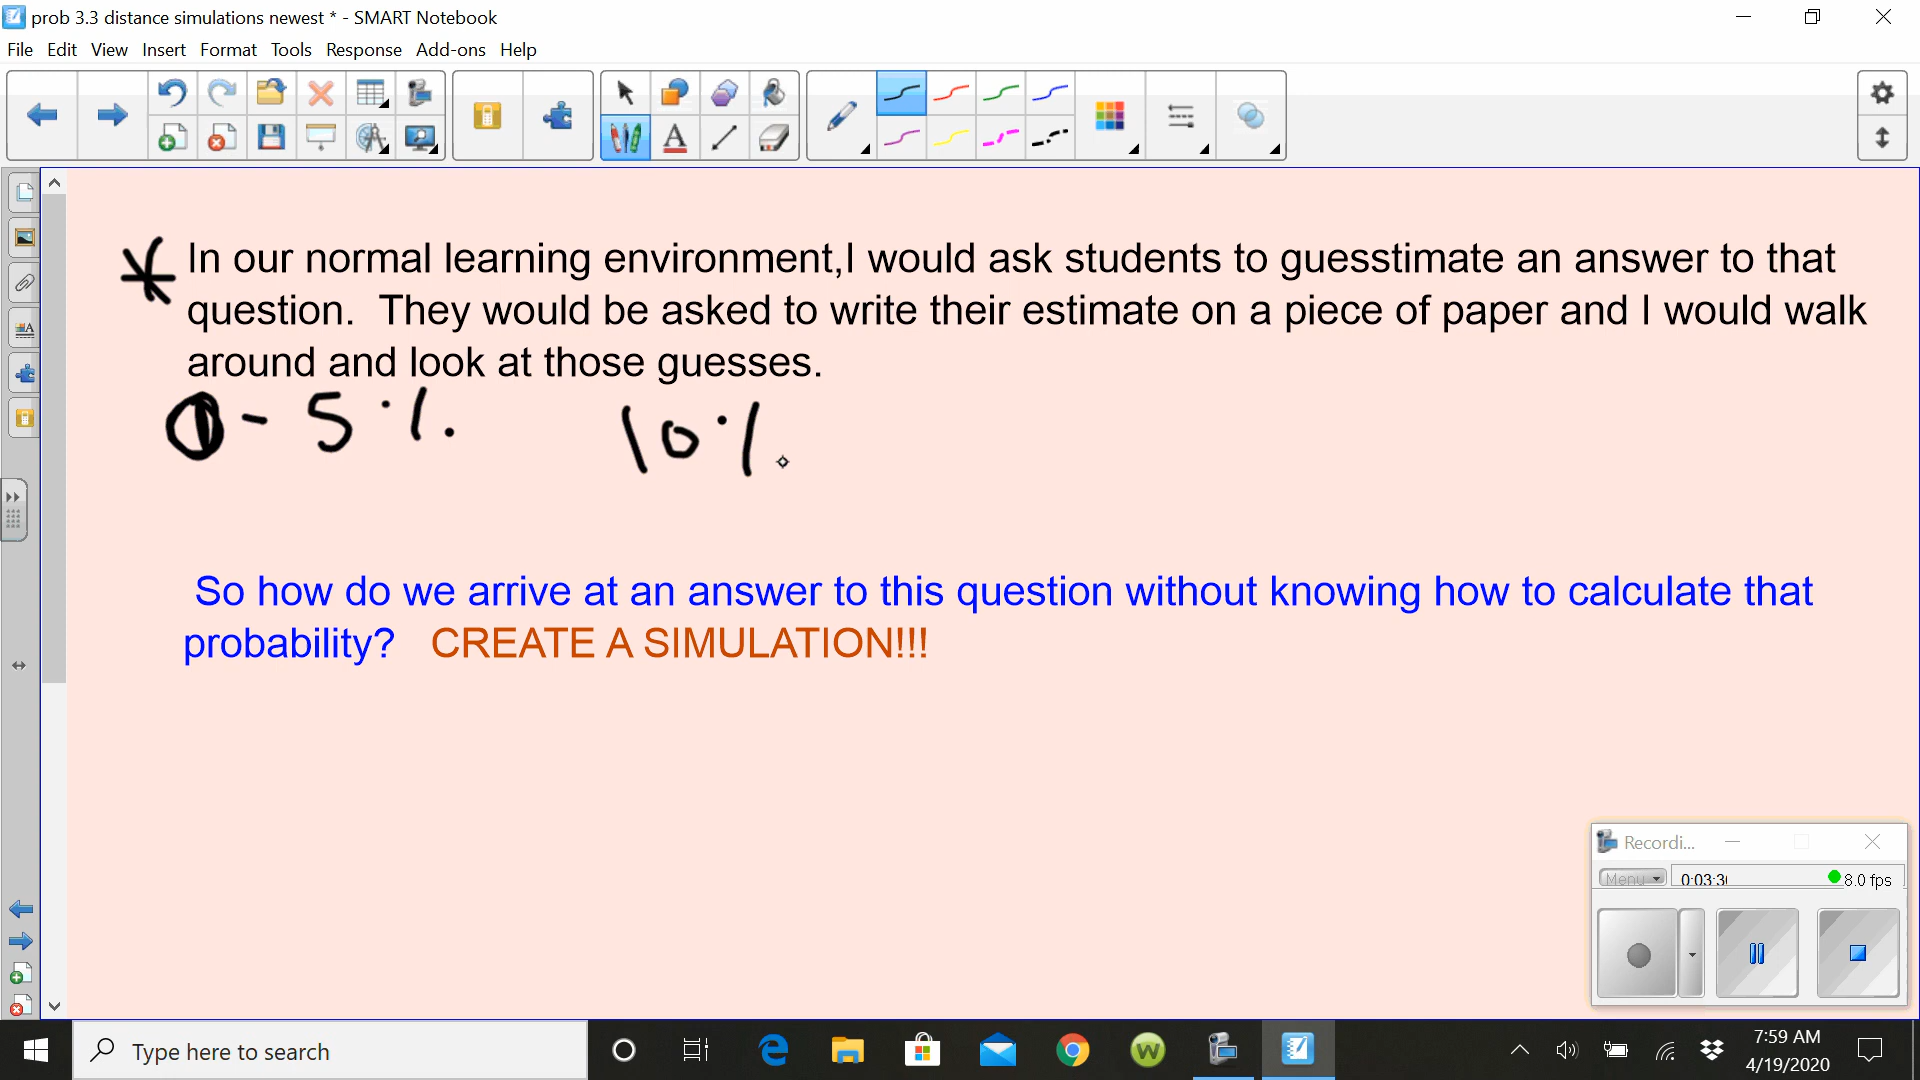 prob 3.3 distance simulations newest * - SMART Notebook
File Edit View Insert Format Tools Response Add-ons Help
In our normal learning environment,I would ask students to guesstimate an answer to that
question.  They would be asked to write their estimate on a piece of paper and I would walk
around and look at those guesses.
- 5 %.
10 %
So how do we arrive at an answer to this question without knowing how to calculate that
probability?   CREATE A SIMULATION!!!
Recordi...
Menu 0:03:3 8.0 fps
Type here to search
7:59 AM
4/19/2020